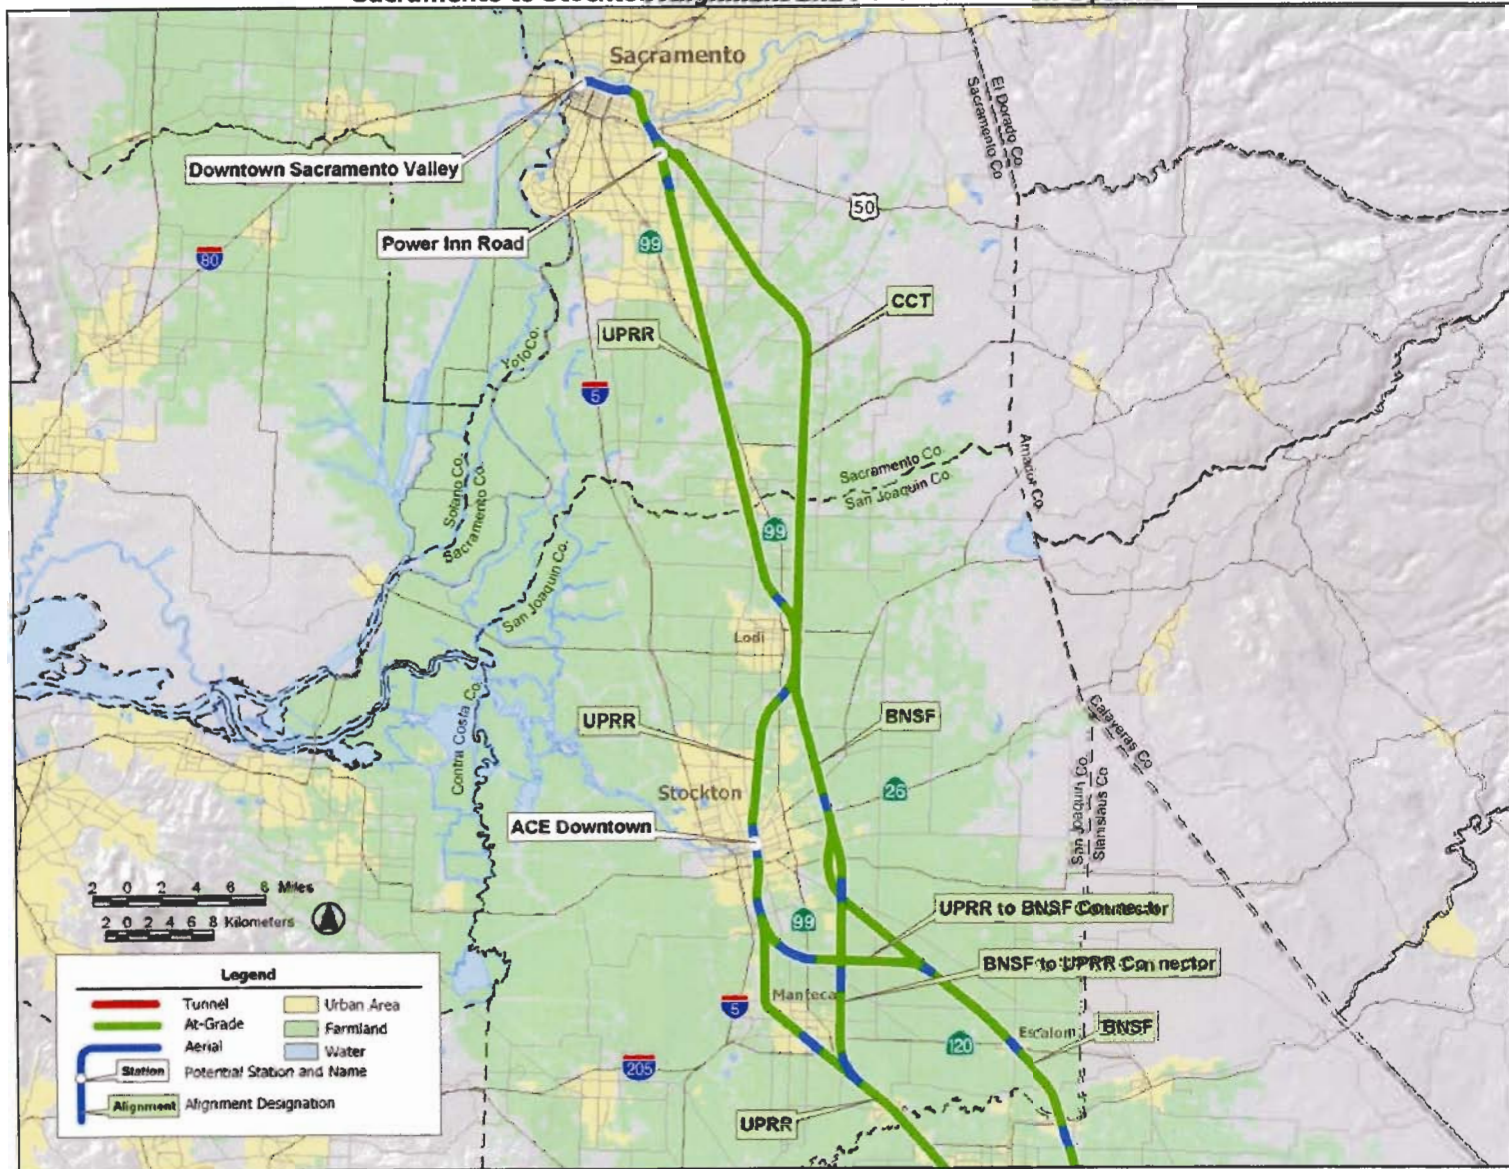 Sacramento to Stockton
Sacramento
El Dorado Co.
Sacramento Co.
Downtown Sacramento Valley
50
Power Inn Road
99
80
CCT
UPRR
Yolo Co.
5
Sacramento Co.
San Joaquin Co.
Amador Co.
Solano Co.
Sacramento Co.
99
San Joaquin Co.
Lodi
UPRR
BNSF
Contra Costa Co.
Calaveras Co
26
Stockton
San Joaquin Co.
Stanislaus Co
ACE Downtown
2 0 2 4 6 8 Miles
2 0 2 4 6 8 Kilometers
UPRR to BNSF Connector
99
BNSF to UPRR Connector
Manteca
5
Escalon
BNSF
120
205
UPRR
Legend
Tunnel
At-Grade
Aerial
Station
Potential Station and Name
Alignment
Alignment Designation
Urban Area
Farmland
Water